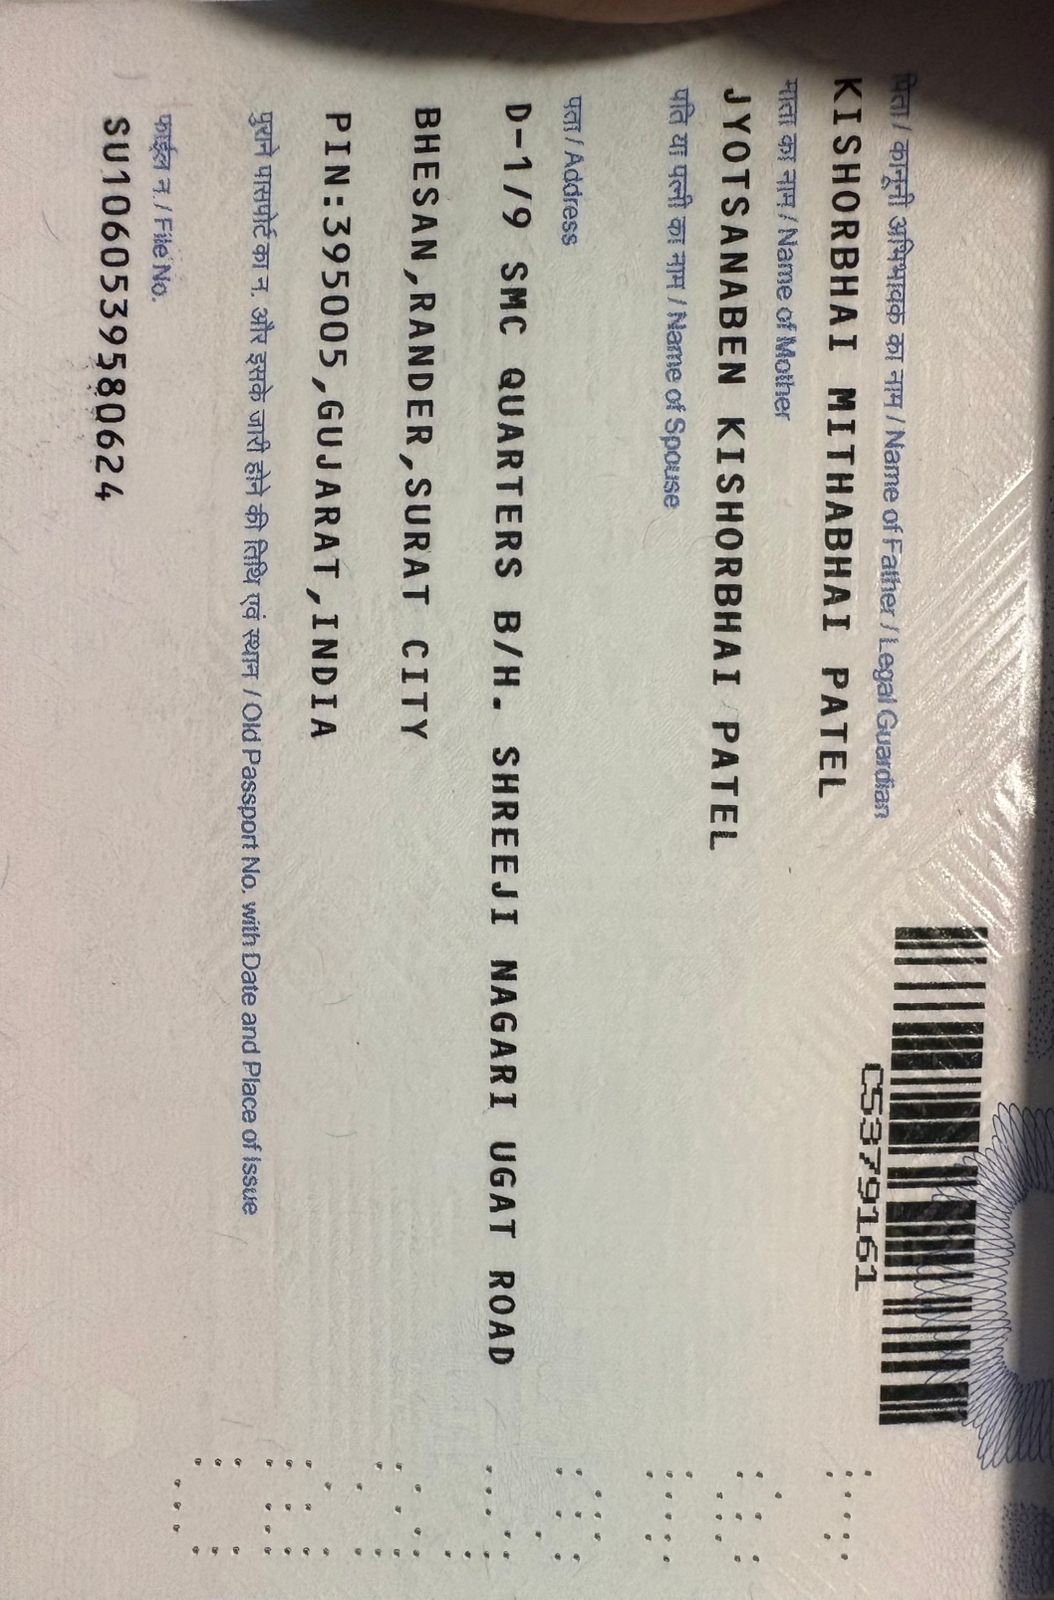 पिता / कानूनी अभिभावक का नाम / Name of Father / Legal Guardian
KISHORBHAI MITHABHAI PATEL
C5379161
माता का नाम / Name of Mother
JYOTSANABEN KISHORBHAI PATEL
पति या पत्नी का नाम / Name of Spouse
पता / Address
D-1/9 SMC QUARTERS B/H. SHREEJI NAGARI UGAT ROAD
BHESAN,RANDER,SURAT CITY
PIN:395005,GUJARAT,INDIA
पुराने पासपोर्ट का न. और इसके जारी होने की तिथि एवं स्थान / Old Passport No. with Date and Place of Issue
फाईल न. / File No.
SU1060539580624